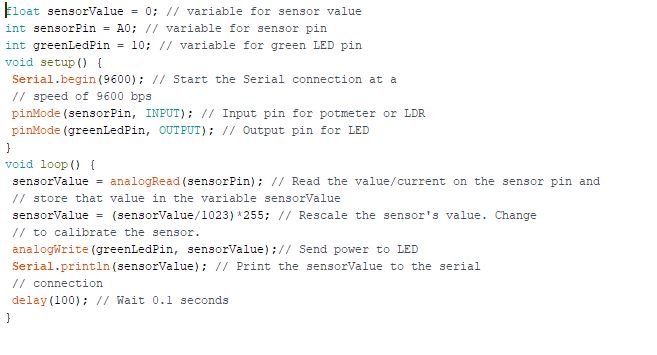 float sensorValue = 0; // variable for sensor value
int sensorPin = A0; // variable for sensor pin
int greenLedPin = 10; // variable for green LED pin
void setup() {
Serial.begin(9600); // Start the Serial connection at a
// speed of 9600 bps
pinMode(sensorPin, INPUT); // Input pin for potmeter or LDR
pinMode(greenLedPin, OUTPUT); // Output pin for LED
}
void loop() {
sensorValue = analogRead(sensorPin); // Read the value/current on the sensor pin and
// store that value in the variable sensorValue
sensorValue = (sensorValue/1023)*255; // Rescale the sensor's value. Change
// to calibrate the sensor.
analogWrite(greenLedPin, sensorValue);// Send power to LED
Serial.println(sensorValue); // Print the sensorValue to the serial
// connection
delay(100); // Wait 0.1 seconds
}